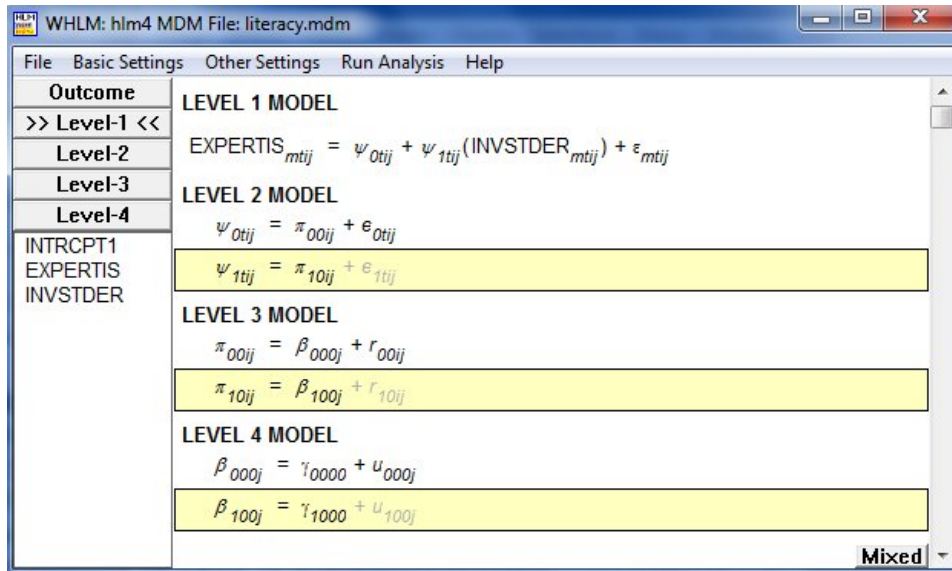 WHLM: hlm4 MDM File: literacy.mdm
File Basic Settings Other Settings Run Analysis Help
Outcome
>> Level-1 <<
Level-2
Level-3
Level-4
INTRCPT1
EXPERTIS
INVSTDER
LEVEL 1 MODEL
EXPERTIS_mtij = ψ_0tij + ψ_1tij(INVSTDER_mtij) + ε_mtij
LEVEL 2 MODEL
ψ_0tij = π_00ij + e_0tij
ψ_1tij = π_10ij + e_1tij
LEVEL 3 MODEL
π_00ij = β_000j + r_00ij
π_10ij = β_100j + r_10ij
LEVEL 4 MODEL
β_000j = γ_0000 + u_000j
β_100j = γ_1000 + u_100j
Mixed